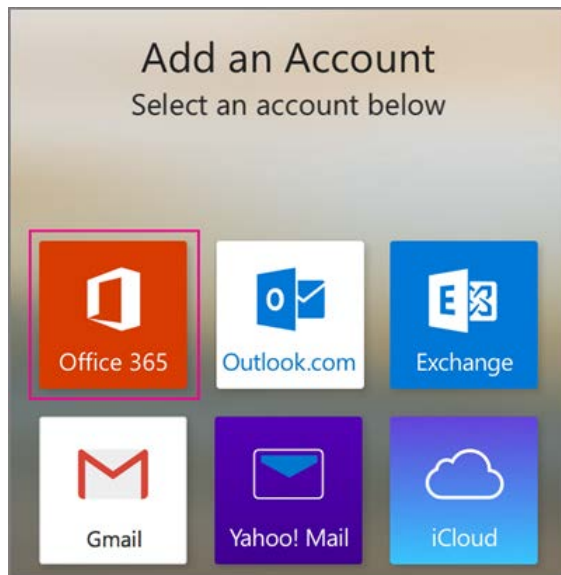 Add an Account
Select an account below
Office 365
Outlook.com
Exchange
Gmail
Yahoo! Mail
iCloud